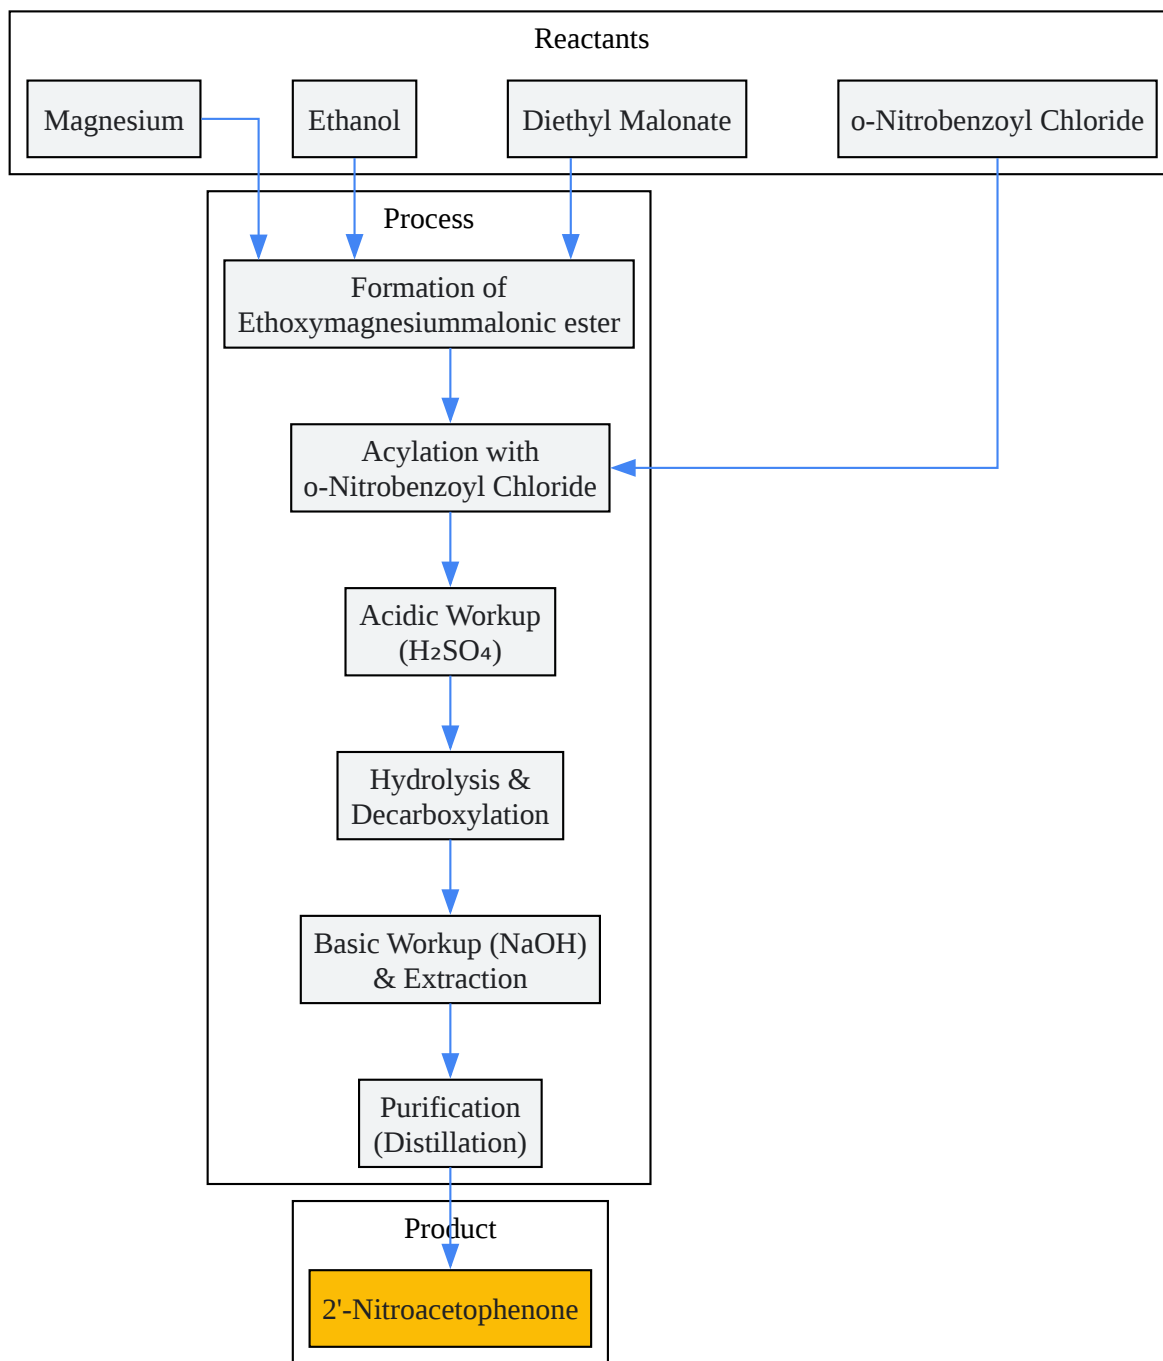 Reactants
Magnesium
Ethanol
Diethyl Malonate
o-Nitrobenzoyl Chloride
Process
Formation of
Ethoxymagnesiummalonic ester
Acylation with
o-Nitrobenzoyl Chloride
Acidic Workup
(H₂SO₄)
Hydrolysis &
Decarboxylation
Basic Workup (NaOH)
& Extraction
Purification
(Distillation)
Product
2'-Nitroacetophenone